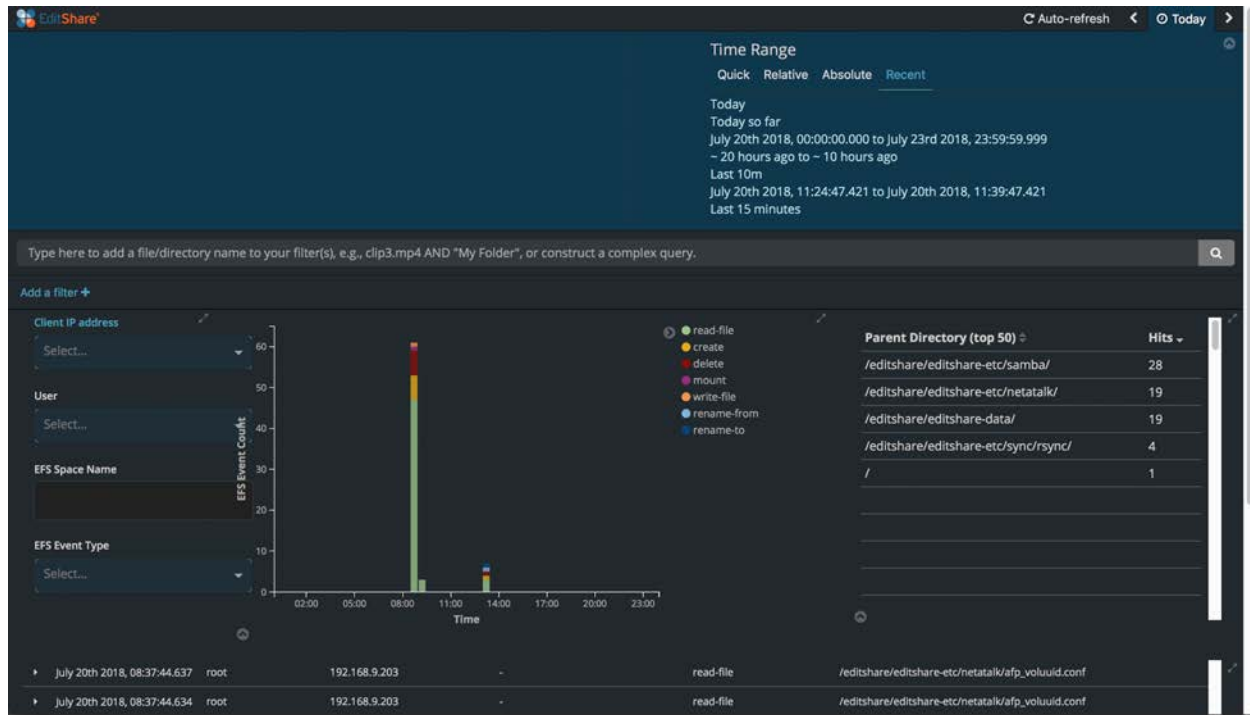 EditShare
Auto-refresh
Today
Time Range
Quick Relative Absolute Recent
Today
Today so far
July 20th 2018, 00:00:00.000 to July 23rd 2018, 23:59:59.999
~ 20 hours ago to ~ 10 hours ago
Last 10m
July 20th 2018, 11:24:47.421 to July 20th 2018, 11:39:47.421
Last 15 minutes
Type here to add a file/directory name to your filter(s), e.g., clip3.mp4 AND "My Folder", or construct a complex query.
Add a filter +
Client IP address
Select...
User
Select...
EFS Space Name
EFS Event Type
Select...
EFS Event Count
60
50
40
30
20
10
0
02:00 05:00 08:00 11:00 14:00 17:00 20:00 23:00
Time
read-file
create
delete
mount
write-file
rename-from
rename-to
Parent Directory (top 50) Hits
/editshare/editshare-etc/samba/ 28
/editshare/editshare-etc/netatalk/ 19
/editshare/editshare-data/ 19
/editshare/editshare-etc/sync/rsync/ 4
/ 1
July 20th 2018, 08:37:44.637 root 192.168.9.203 - read-file /editshare/editshare-etc/netatalk/afp_voluuid.conf
July 20th 2018, 08:37:44.634 root 192.168.9.203 - read-file /editshare/editshare-etc/netatalk/afp_voluuid.conf